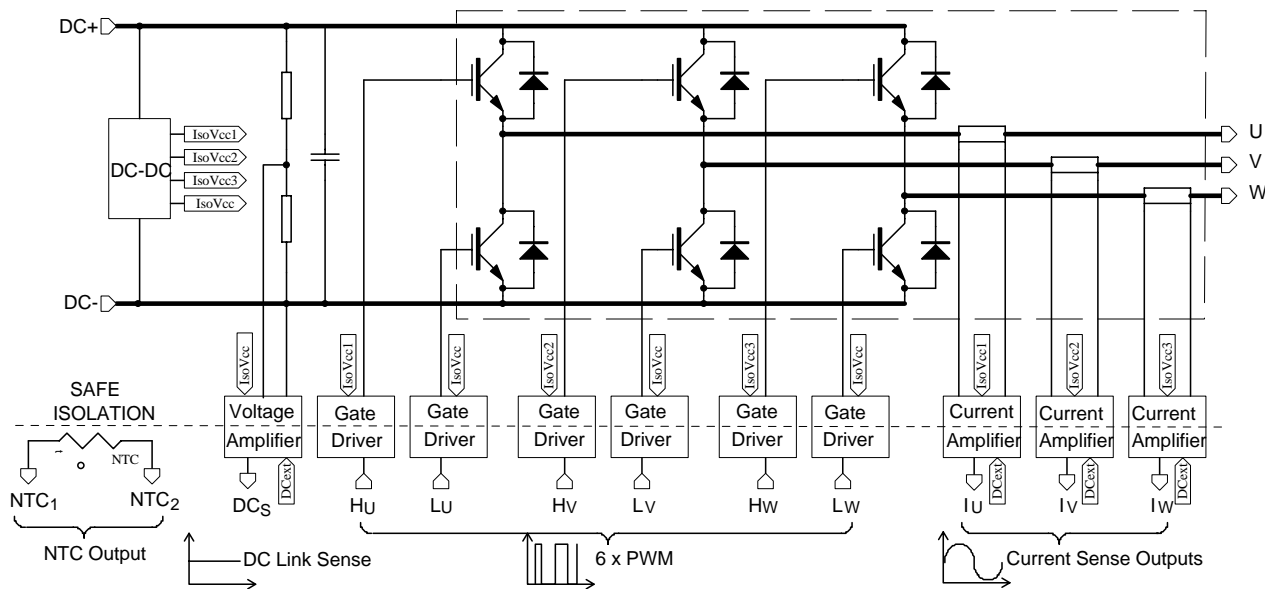 DC+
IsoVcc1
IsoVcc2
DC-DC
IsoVcc3
IsoVcc
U
V
W
DC-
IsoVcc
IsoVcc1
IsoVcc
IsoVcc2
IsoVcc
IsoVcc3
IsoVcc
IsoVcc1
IsoVcc2
IsoVcc3
SAFE
ISOLATION
Voltage
Amplifier
Gate
Driver
Gate
Driver
Gate
Driver
Gate
Driver
Gate
Driver
Gate
Driver
Current
Amplifier
Current
Amplifier
Current
Amplifier
NTC
DCext
DCext
DCext
DCext
NTC1
NTC2
DCS
HU
LU
HV
LV
HW
LW
IU
IV
IW
NTC Output
DC Link Sense
6 x PWM
Current Sense Outputs